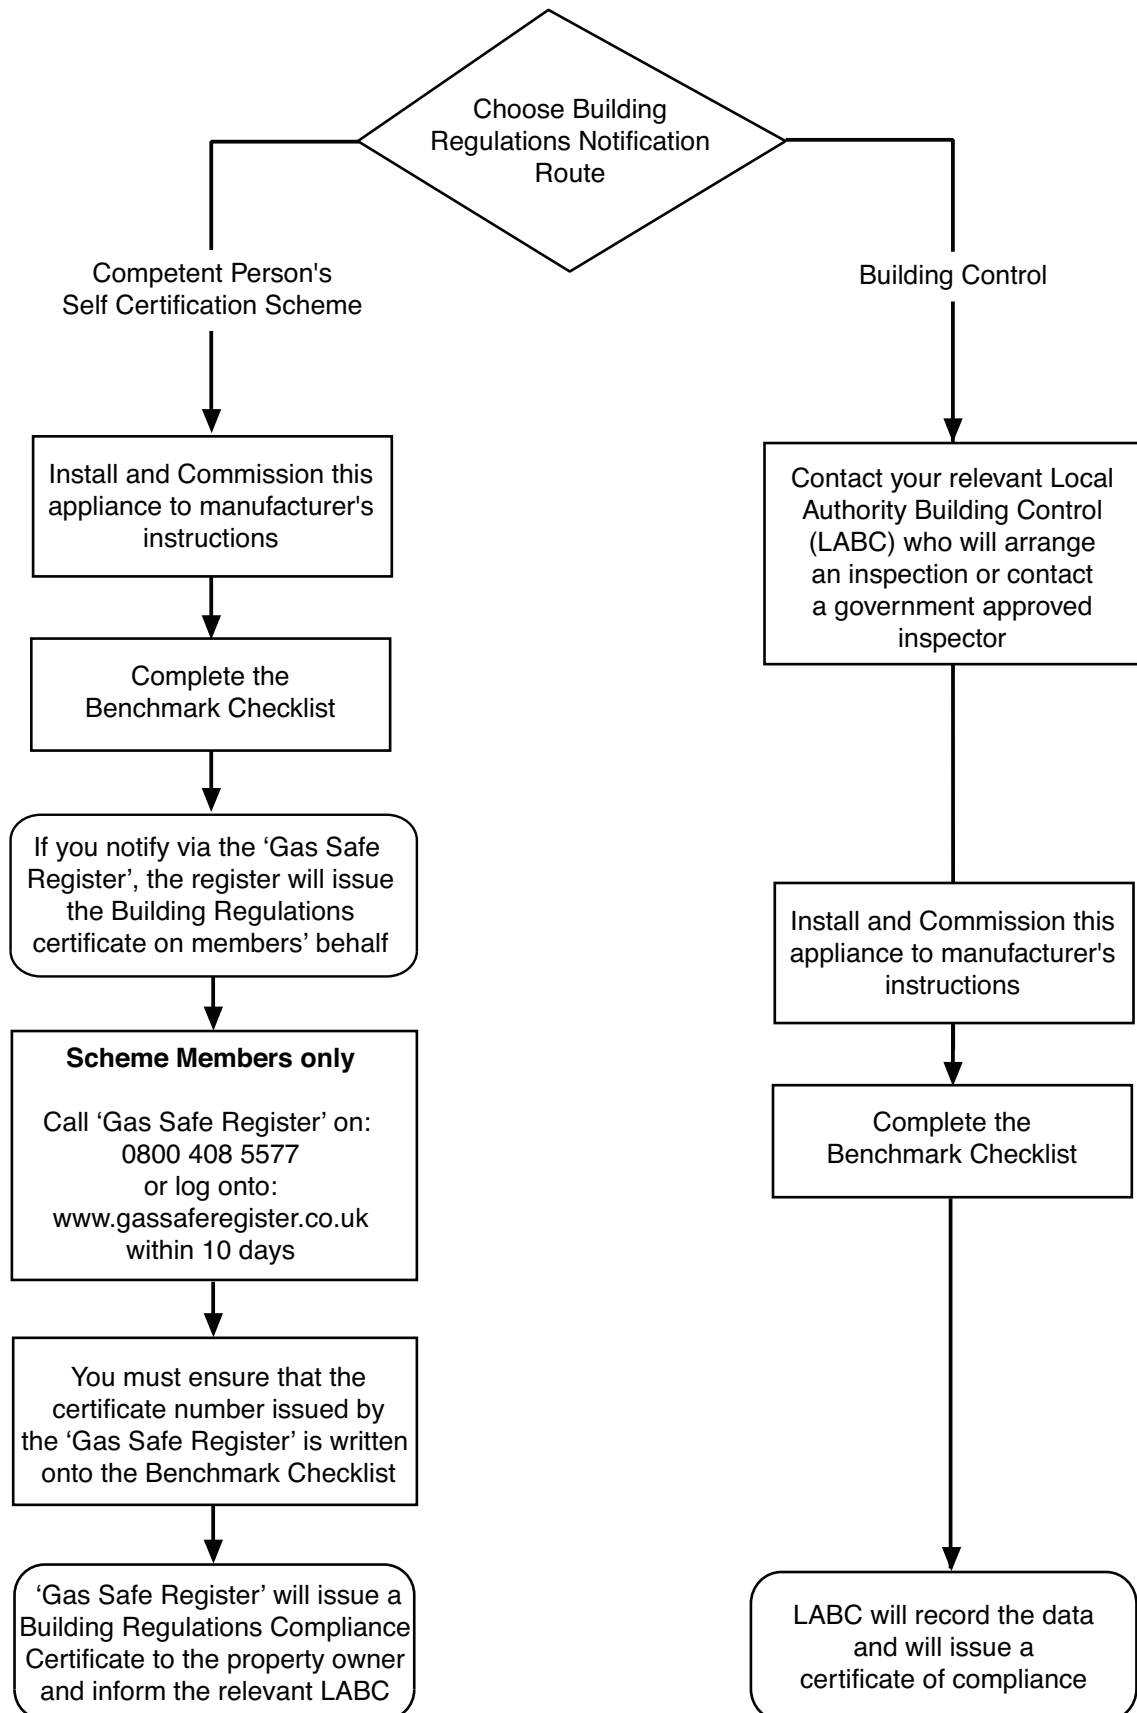 Choose Building
Regulations Notification
Route
Competent Person's
Self Certification Scheme
Building Control
Install and Commission this
appliance to manufacturer's
instructions
Complete the
Benchmark Checklist
If you notify via the ‘Gas Safe
Register’, the register will issue
the Building Regulations
certificate on members’ behalf
Scheme Members only
Call ‘Gas Safe Register’ on:
0800 408 5577
or log onto:
www.gassaferegister.co.uk
within 10 days
You must ensure that the
certificate number issued by
the ‘Gas Safe Register’ is written
onto the Benchmark Checklist
‘Gas Safe Register’ will issue a
Building Regulations Compliance
Certificate to the property owner
and inform the relevant LABC
Contact your relevant Local
Authority Building Control
(LABC) who will arrange
an inspection or contact
a government approved
inspector
Install and Commission this
appliance to manufacturer's
instructions
Complete the
Benchmark Checklist
LABC will record the data
and will issue a
certificate of compliance